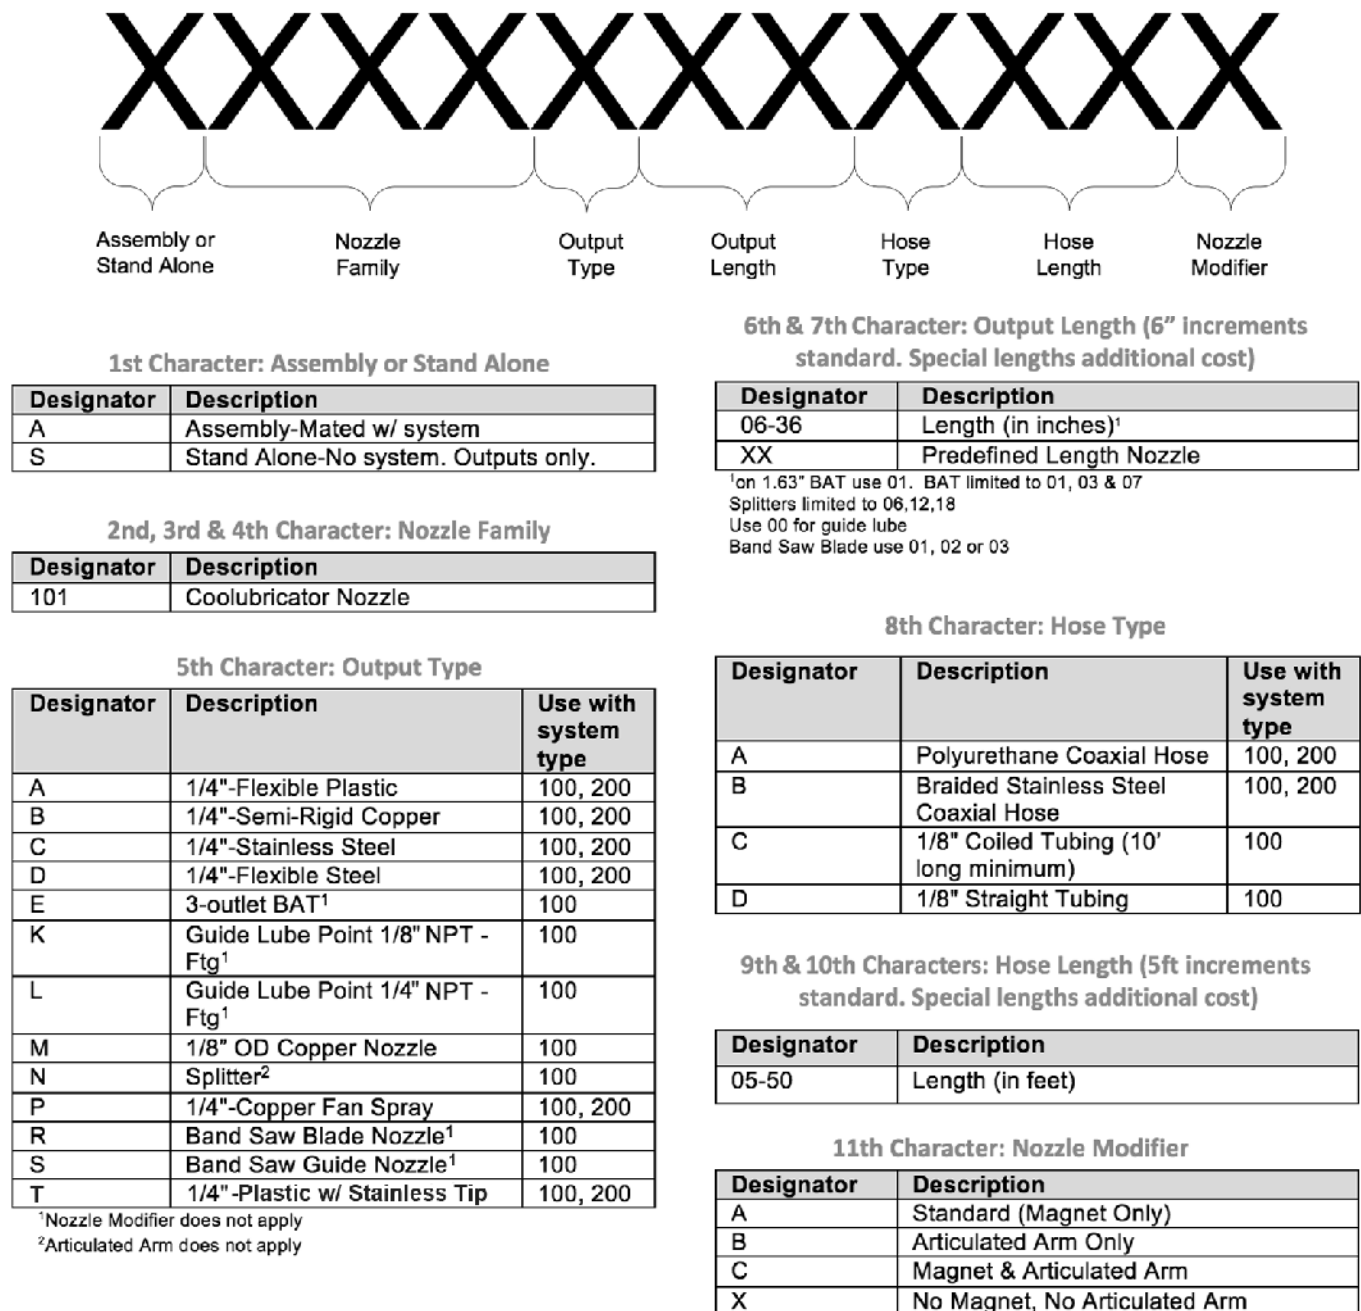 XXXXXXXXXXX
Assembly or Stand Alone
Nozzle Family
Output Type
Output Length
Hose Type
Hose Length
Nozzle Modifier
1st Character: Assembly or Stand Alone
Designator Description
A Assembly-Mated w/ system
S Stand Alone-No system. Outputs only.
2nd, 3rd & 4th Character: Nozzle Family
Designator Description
101 Coolubricator Nozzle
5th Character: Output Type
Designator Description Use with system type
A 1/4"-Flexible Plastic 100, 200
B 1/4"-Semi-Rigid Copper 100, 200
C 1/4"-Stainless Steel 100, 200
D 1/4"-Flexible Steel 100, 200
E 3-outlet BAT¹ 100
K Guide Lube Point 1/8" NPT - Ftg¹ 100
L Guide Lube Point 1/4" NPT - Ftg¹ 100
M 1/8" OD Copper Nozzle 100
N Splitter² 100
P 1/4"-Copper Fan Spray 100, 200
R Band Saw Blade Nozzle¹ 100
S Band Saw Guide Nozzle¹ 100
T 1/4"-Plastic w/ Stainless Tip 100, 200
¹Nozzle Modifier does not apply
²Articulated Arm does not apply
6th & 7th Character: Output Length (6” increments
standard. Special lengths additional cost)
Designator Description
06-36 Length (in inches)¹
XX Predefined Length Nozzle
¹on 1.63” BAT use 01. BAT limited to 01, 03 & 07
Splitters limited to 06,12,18
Use 00 for guide lube
Band Saw Blade use 01, 02 or 03
8th Character: Hose Type
Designator Description Use with system type
A Polyurethane Coaxial Hose 100, 200
B Braided Stainless Steel Coaxial Hose 100, 200
C 1/8" Coiled Tubing (10’ long minimum) 100
D 1/8" Straight Tubing 100
9th & 10th Characters: Hose Length (5ft increments
standard. Special lengths additional cost)
Designator Description
05-50 Length (in feet)
11th Character: Nozzle Modifier
Designator Description
A Standard (Magnet Only)
B Articulated Arm Only
C Magnet & Articulated Arm
X No Magnet, No Articulated Arm